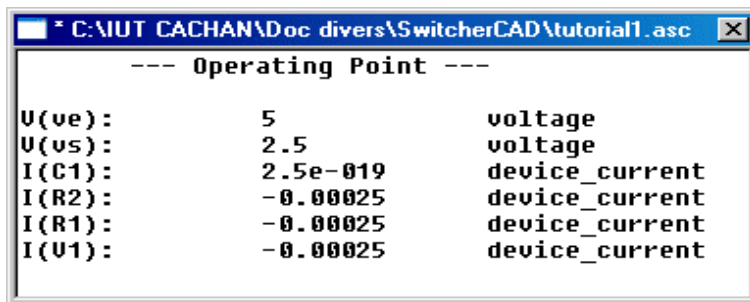 * C:\IUT CACHAN\Doc divers\SwitcherCAD\tutorial1.asc
--- Operating Point ---
V(ve): 5 voltage
V(vs): 2.5 voltage
I(C1): 2.5e-019 device_current
I(R2): -0.00025 device_current
I(R1): -0.00025 device_current
I(V1): -0.00025 device_current